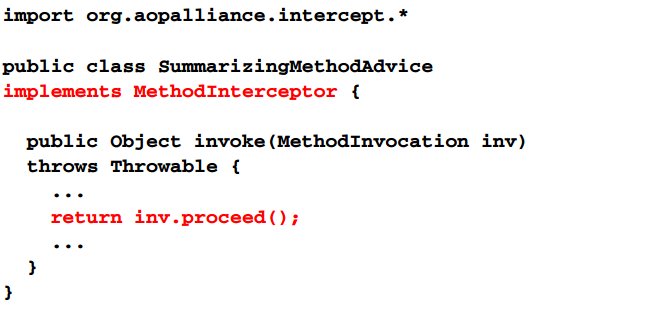 import org.aopalliance.intercept.*
public class SummarizingMethodAdvice
implements MethodInterceptor {
public Object invoke(MethodInvocation inv)
throws Throwable {
...
return inv.proceed();
...
}
}